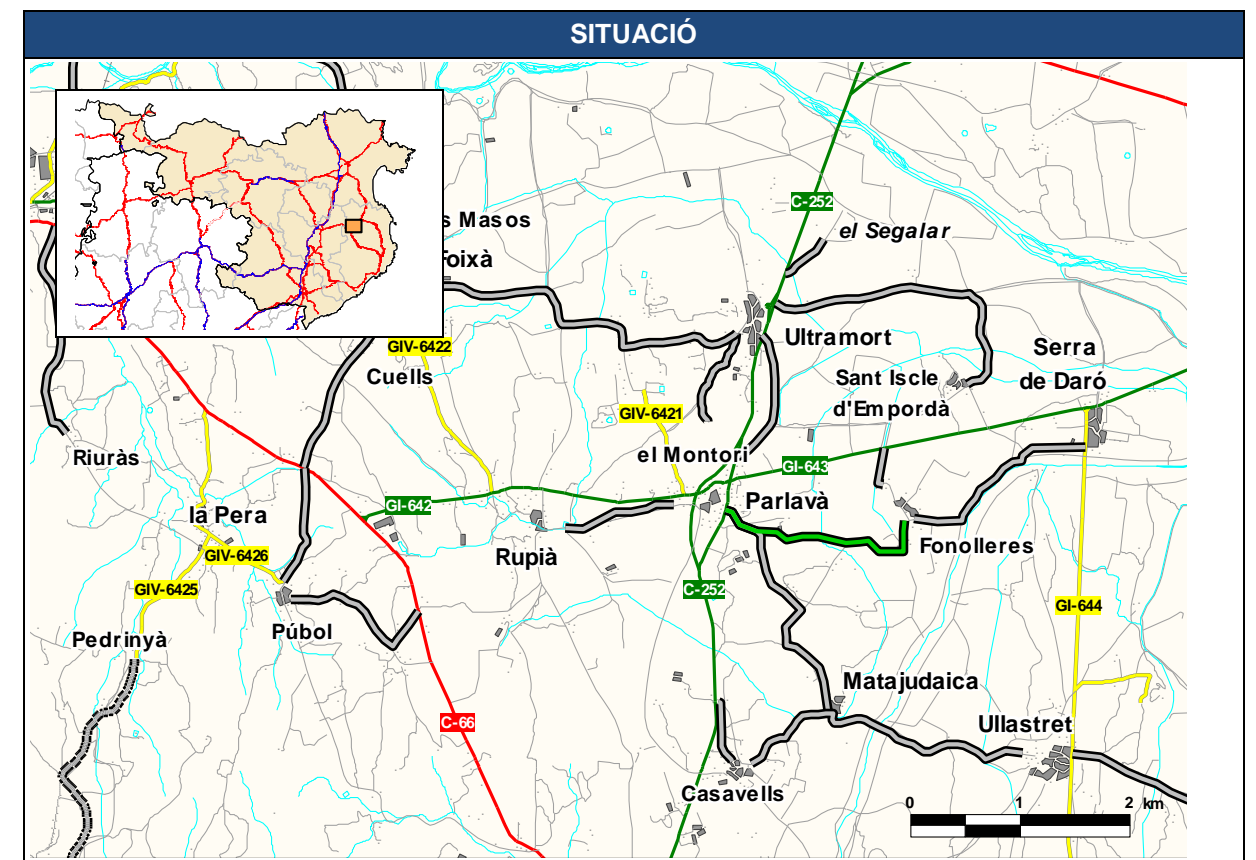 SITUACIÓ
C-252
el Segalar
s Masos
Foixà
Ultramort
GIV-6422
Cuells
Serra
de Daró
Sant Iscle
d'Empordà
GIV-6421
Riuràs
el Montori
GI-643
GI-642
Parlavà
la Pera
Rupià
Fonolleres
GIV-6426
GIV-6425
C-252
GI-644
Púbol
Pedrinyà
Matajudaica
C-66
Ullastret
Casavells
0 1 2 km